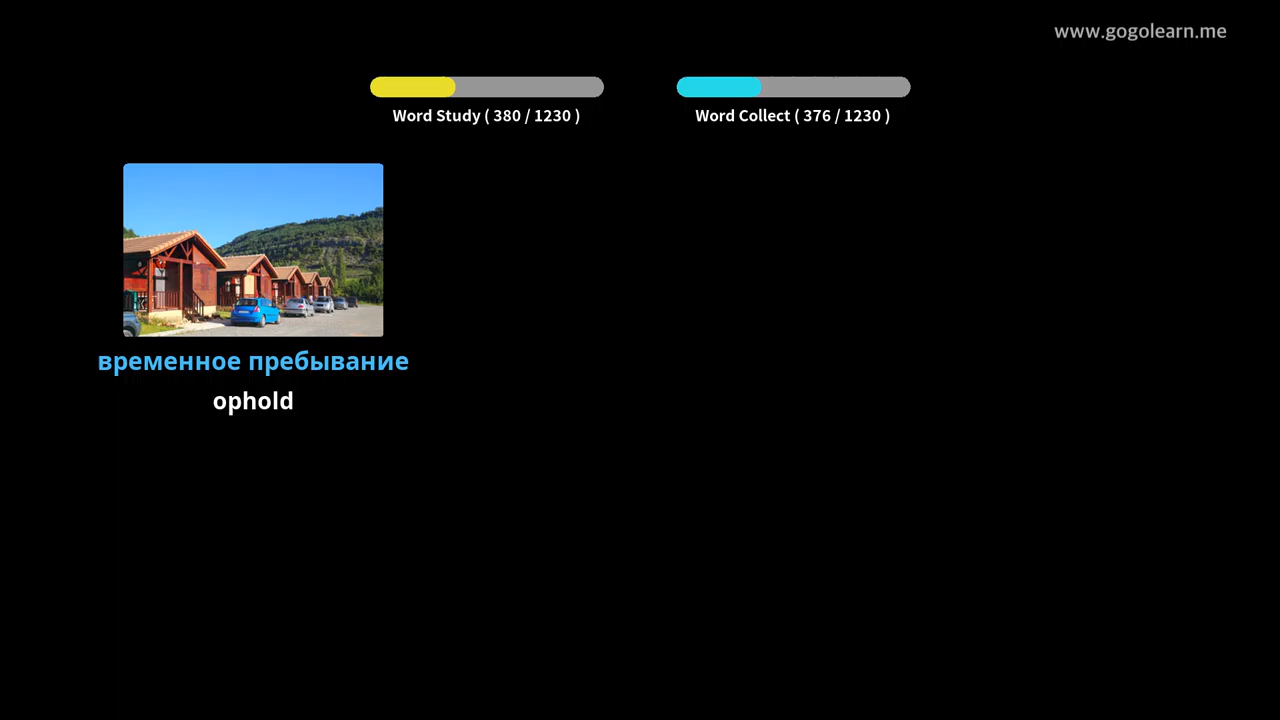 www.gogolearn.me
Word Study ( 380 / 1230 )
Word Collect ( 376 / 1230 )
временное пребывание
ophold